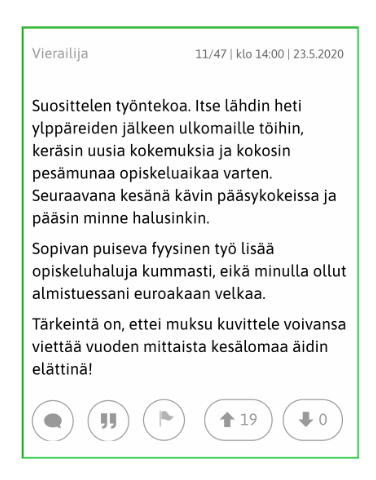 Vierailija
11/47 | klo 14:00 | 23.5.2020
Suosittelen työntekoa. Itse lähdin heti
ylppäreiden jälkeen ulkomaille töihin,
keräsin uusia kokemuksia ja kokosin
pesämunaa opiskeluaikaa varten.
Seuraavana kesänä kävin pääsykokeissa ja
pääsin minne halusinkin.
Sopivan puiseva fyysinen työ lisää
opiskeluhaluja kummasti, eikä minulla ollut
almistuessani euroakaan velkaa.
Tärkeintä on, ettei muksu kuvittele voivansa
viettää vuoden mittaista kesälomaa äidin
elättinä!
19
0